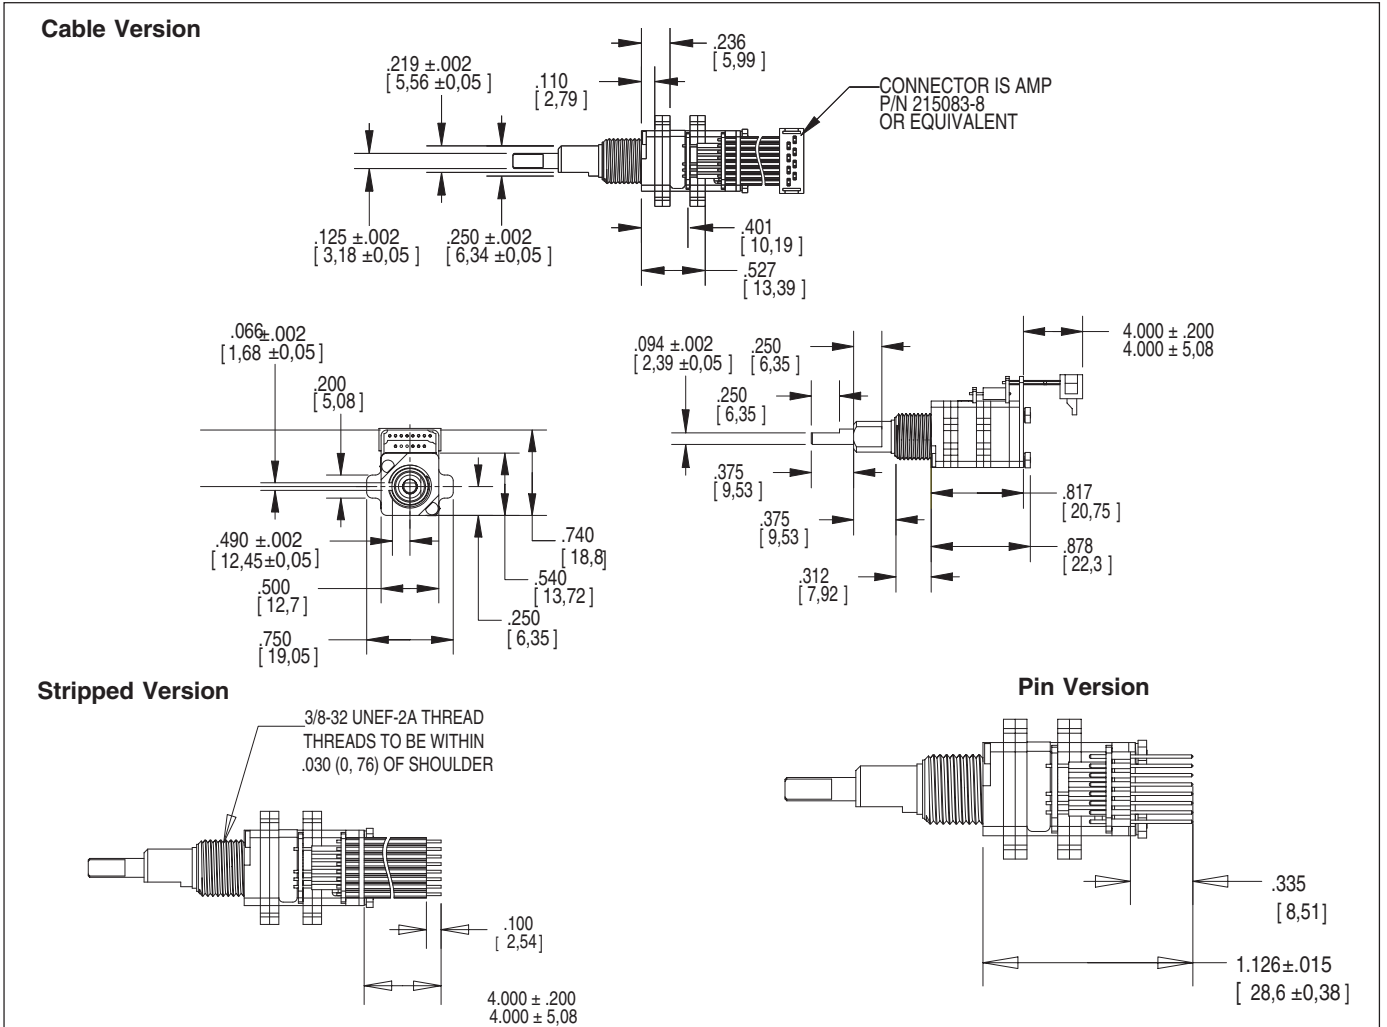 Cable Version
.236
[ 5,99 ]
.219 ±.002
[ 5,56 ±0,05 ]
.110
[ 2,79 ]
CONNECTOR IS AMP
P/N 215083-8
OR EQUIVALENT
.125 ±.002
[ 3,18 ±0,05 ]
.250 ±.002
[ 6,34 ±0,05 ]
.401
[ 10,19 ]
.527
[ 13,39 ]
.066±.002
[ 1,68 ±0,05 ]
.200
[ 5,08 ]
.490 ±.002
[ 12,45±0,05 ]
.500
[ 12,7 ]
.750
[ 19,05 ]
.740
[ 18,8]
.540
[ 13,72 ]
.250
[ 6,35 ]
.094 ±.002
[ 2,39 ±0,05 ]
.250
[ 6,35 ]
.250
[ 6,35 ]
4.000 ± .200
4.000 ± 5,08
.375
[ 9,53 ]
.375
[ 9,53 ]
.312
[ 7,92 ]
.817
[ 20,75 ]
.878
[ 22,3 ]
Stripped Version
3/8-32 UNEF-2A THREAD
THREADS TO BE WITHIN
.030 (0, 76) OF SHOULDER
.100
[ 2,54]
4.000 ± .200
4.000 ± 5,08
Pin Version
.335
[ 8,51]
1.126±.015
[ 28,6 ±0,38 ]